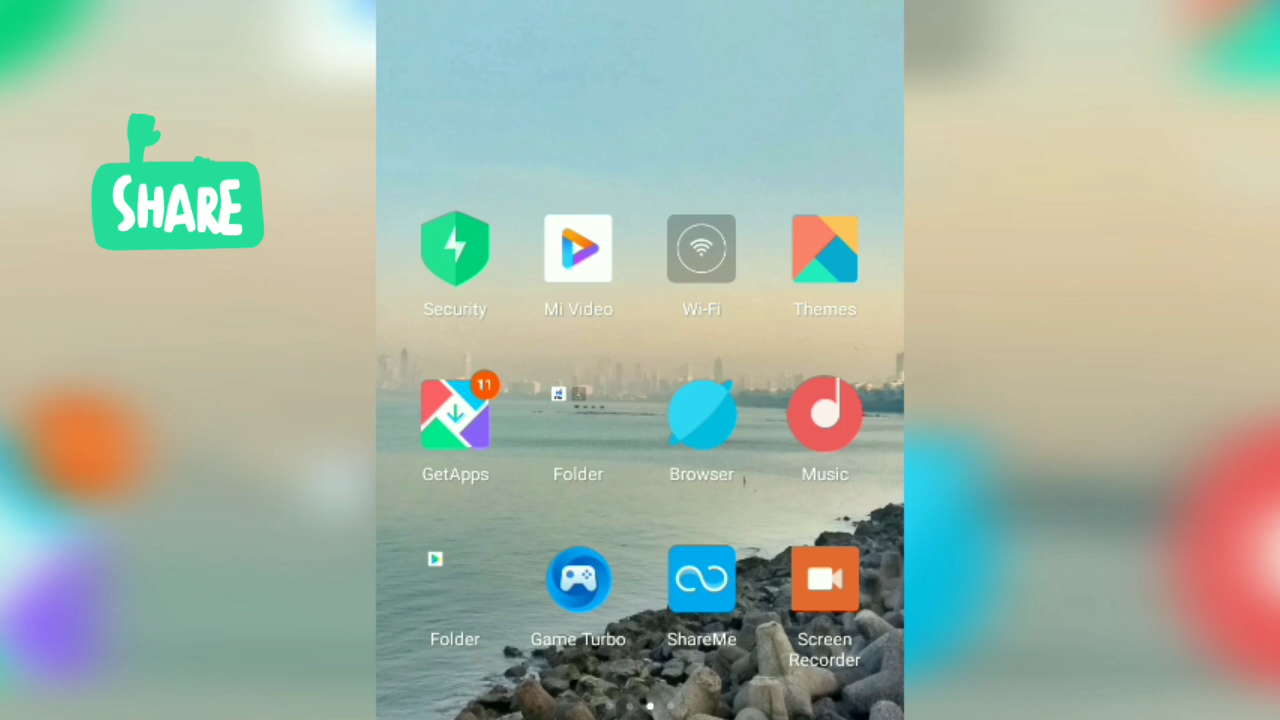 SHARE
Security
Mi Video
Wi-Fi
Themes
11
GetApps
Folder
Browser
Music
Folder
Game Turbo
ShareMe
Screen
Recorder